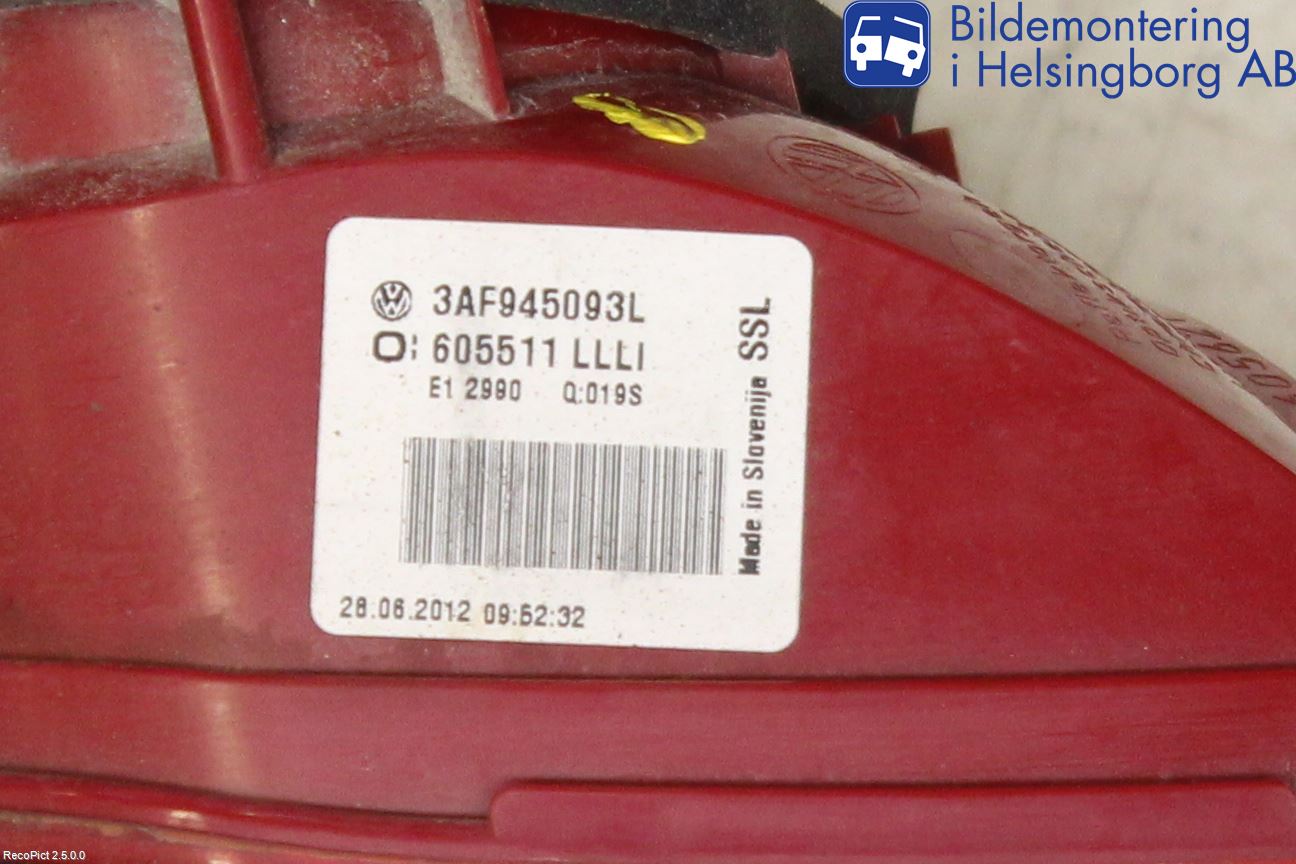 Bildemontering
i Helsingborg AB
3AF945093L
605511 LLLI
E1 2990 Q:019S
Made in Slovenija SSL
28.06.2012 09:52:32
RecoPict 2.5.0.0